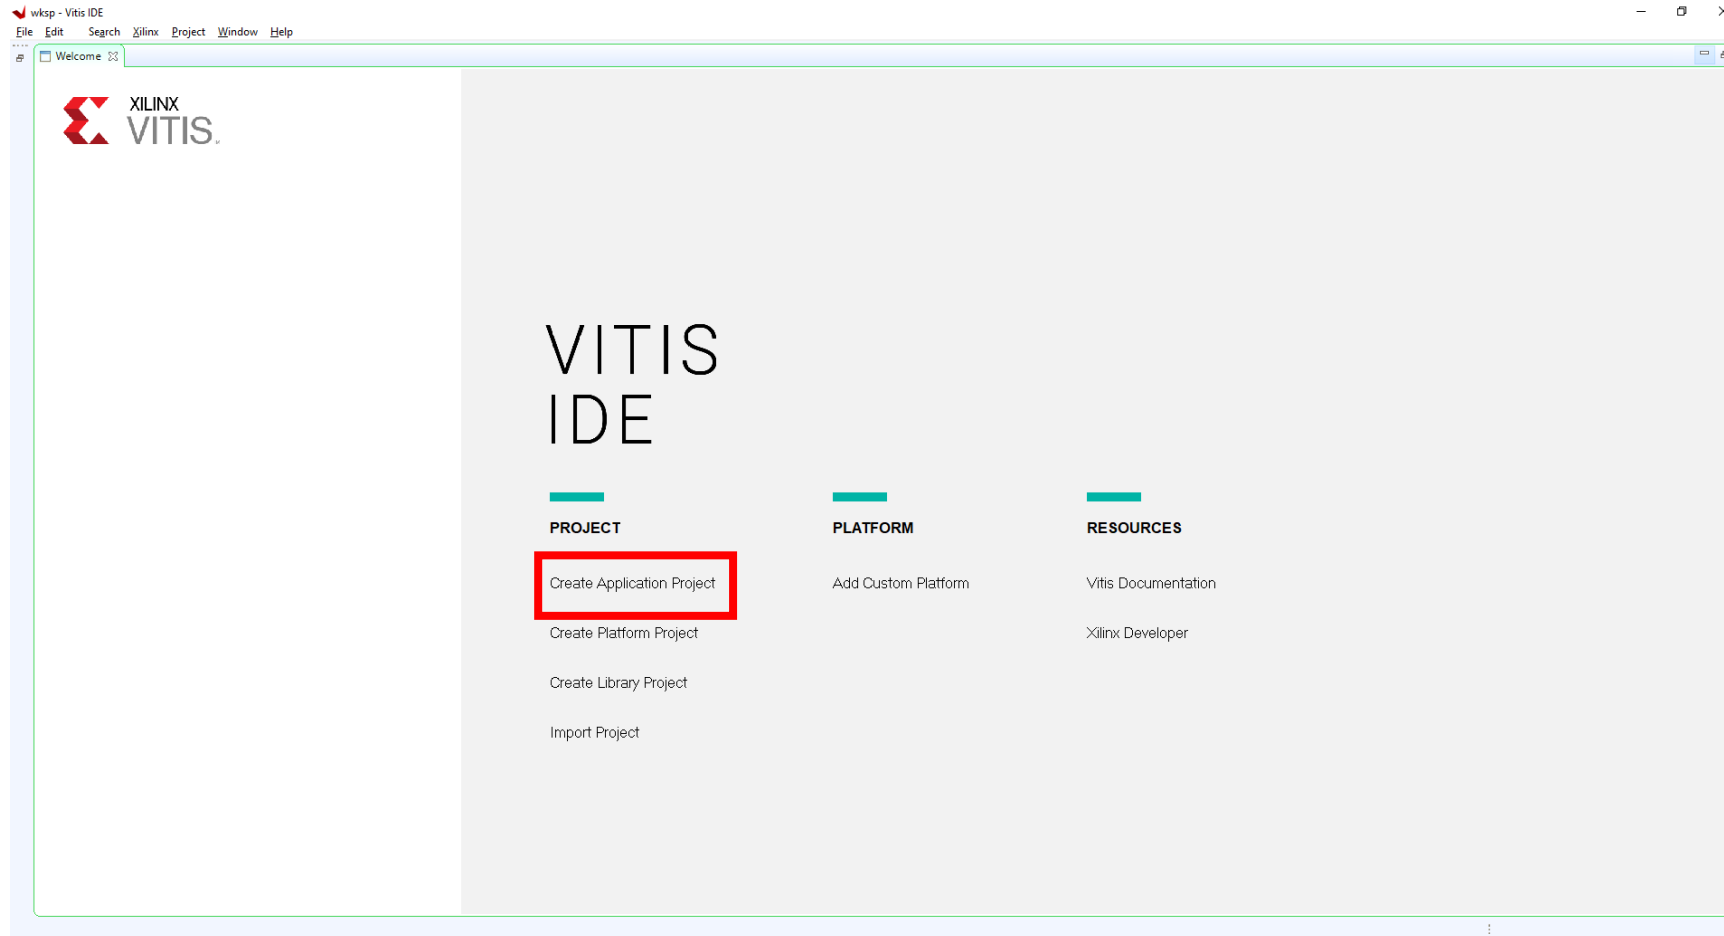 wksp - Vitis IDE
File Edit Search Xilinx Project Window Help
Welcome
XILINX
VITIS
VITIS
IDE
PROJECT PLATFORM RESOURCES
Create Application Project Add Custom Platform Vitis Documentation
Create Platform Project Xilinx Developer
Create Library Project
Import Project